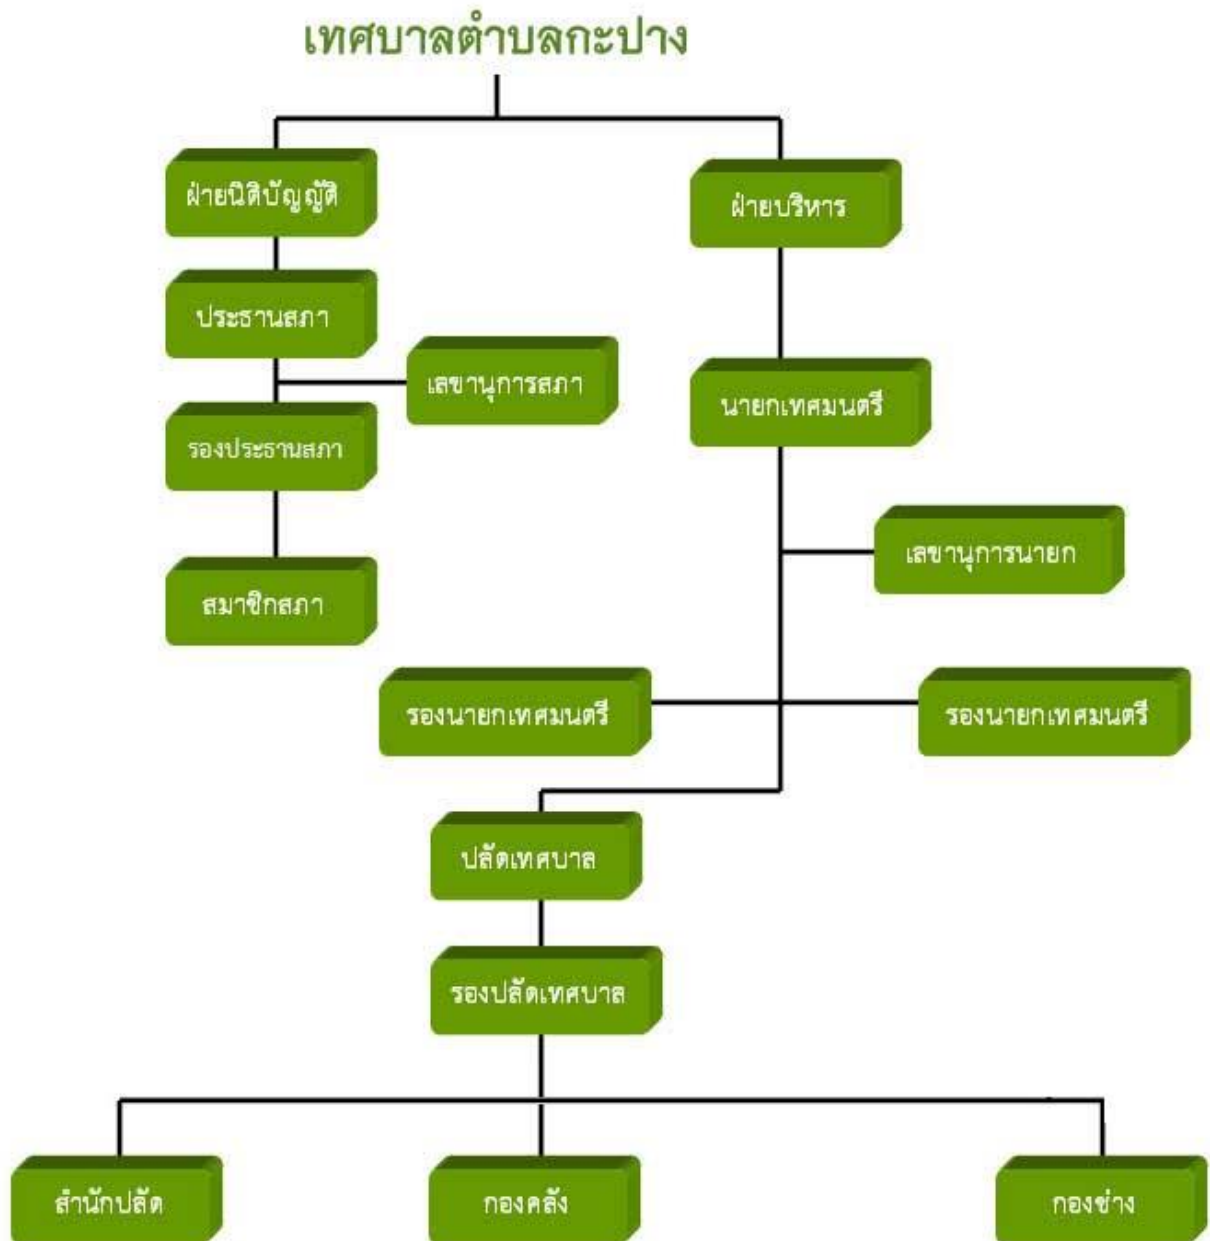 เทศบาลตำบลกะปาง
ฝ่ายนิติบัญญัติ
ฝ่ายบริหาร
ประธานสภา
เลขานุการสภา
นายกเทศมนตรี
รองประธานสภา
เลขานุการนายก
สมาชิกสภา
รองนายกเทศมนตรี
รองนายกเทศมนตรี
ปลัดเทศบาล
รองปลัดเทศบาล
สำนักปลัด
กองคลัง
กองช่าง